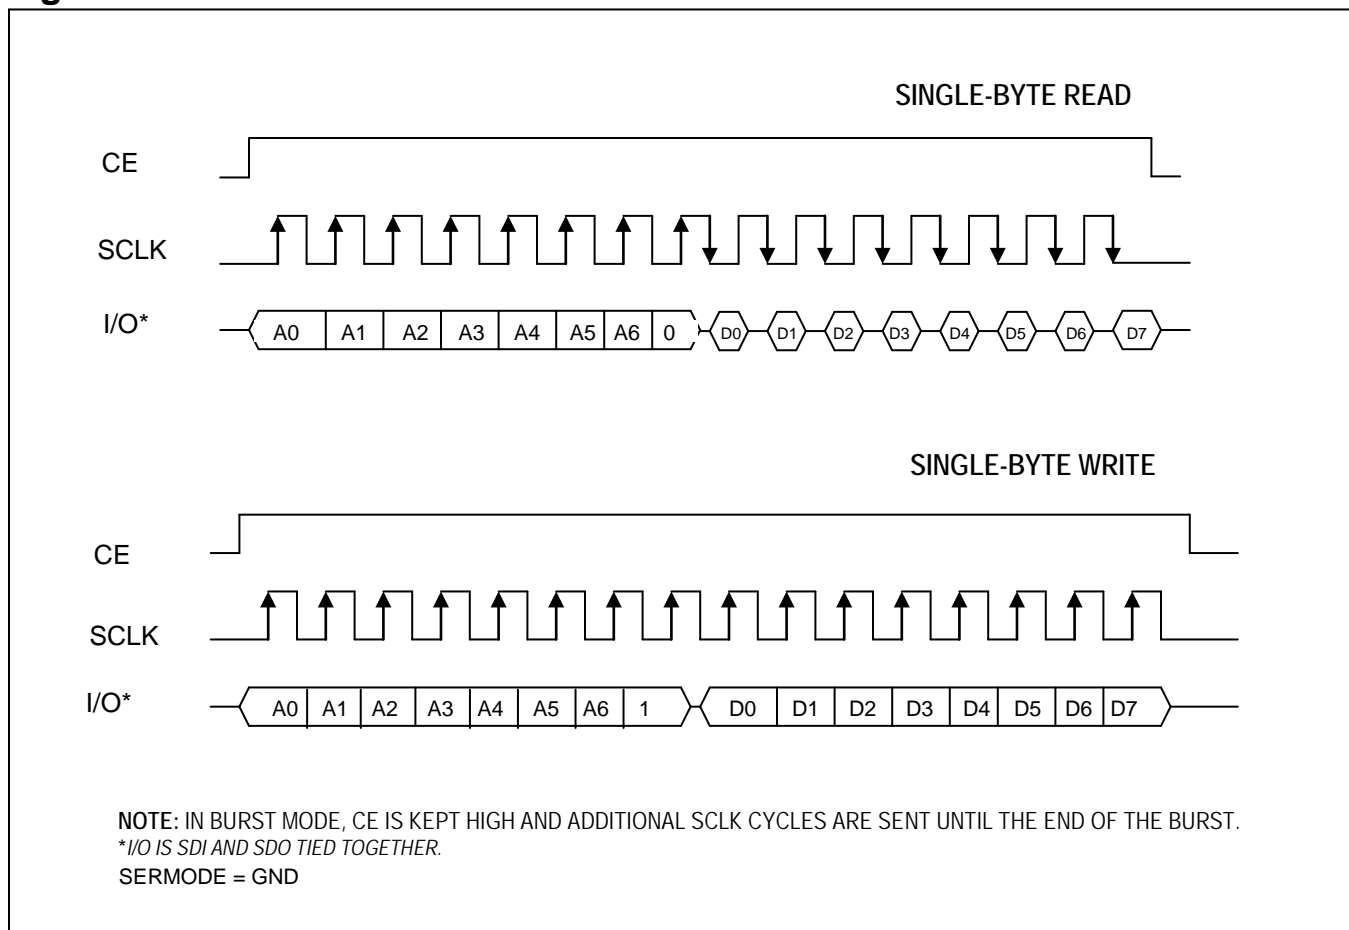 SINGLE-BYTE READ
CE
SCLK
I/O*
A0 A1 A2 A3 A4 A5 A6 0 D0 D1 D2 D3 D4 D5 D6 D7
SINGLE-BYTE WRITE
CE
SCLK
I/O*
A0 A1 A2 A3 A4 A5 A6 1 D0 D1 D2 D3 D4 D5 D6 D7
NOTE: IN BURST MODE, CE IS KEPT HIGH AND ADDITIONAL SCLK CYCLES ARE SENT UNTIL THE END OF THE BURST.
*I/O IS SDI AND SDO TIED TOGETHER.
SERMODE = GND